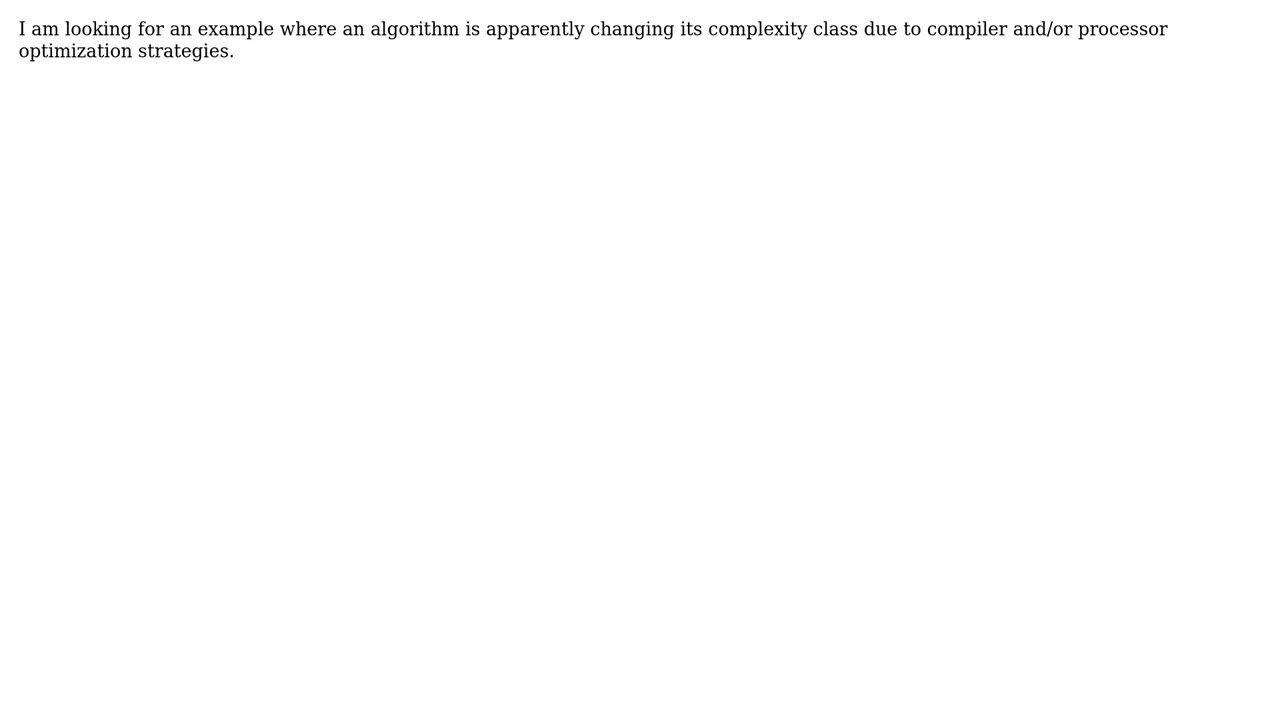 I am looking for an example where an algorithm is apparently changing its complexity class due to compiler and/or processor
optimization strategies.